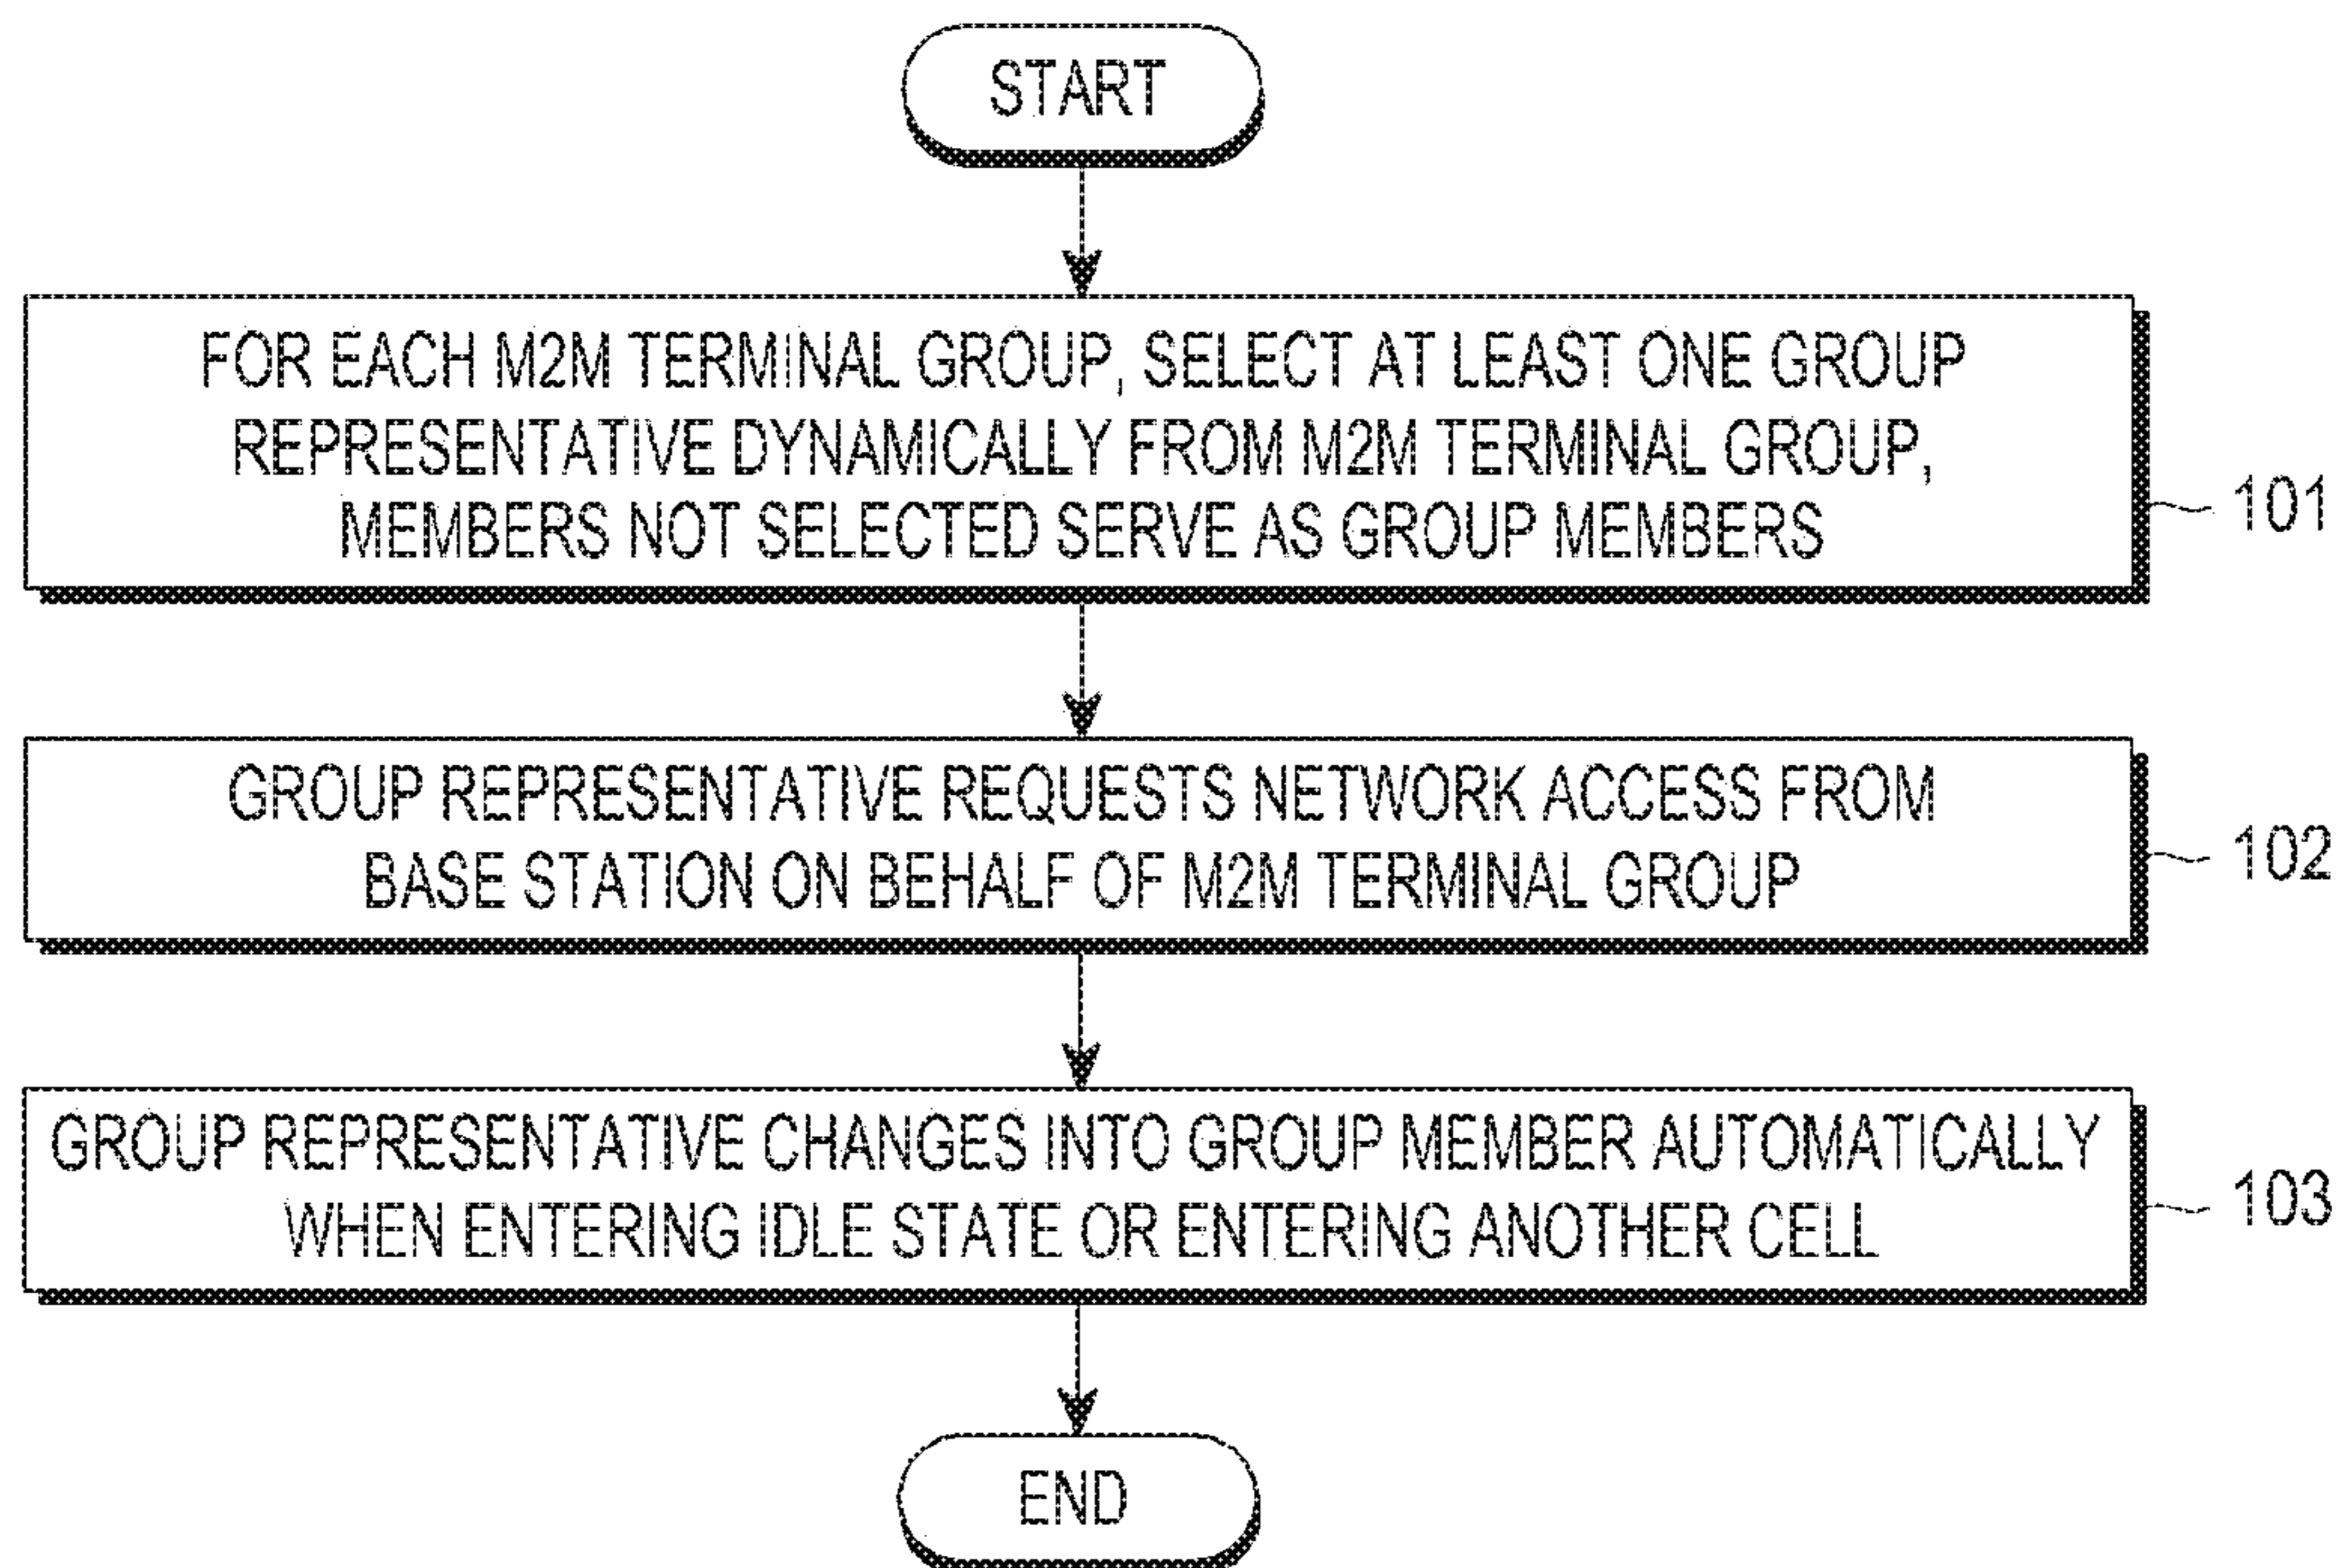 START
FOR EACH M2M TERMINAL GROUP, SELECT AT LEAST ONE GROUP
REPRESENTATIVE DYNAMICALLY FROM M2M TERMINAL GROUP,
MEMBERS NOT SELECTED SERVE AS GROUP MEMBERS
101
GROUP REPRESENTATIVE REQUESTS NETWORK ACCESS FROM
BASE STATION ON BEHALF OF M2M TERMINAL GROUP
102
GROUP REPRESENTATIVE CHANGES INTO GROUP MEMBER AUTOMATICALLY
WHEN ENTERING IDLE STATE OR ENTERING ANOTHER CELL
103
END